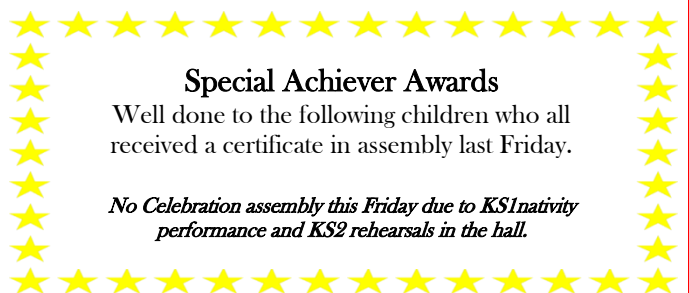 Special Achiever Awards
Well done to the following children who all
received a certificate in assembly last Friday.
No Celebration assembly this Friday due to KS1nativity
performance and KS2 rehearsals in the hall.